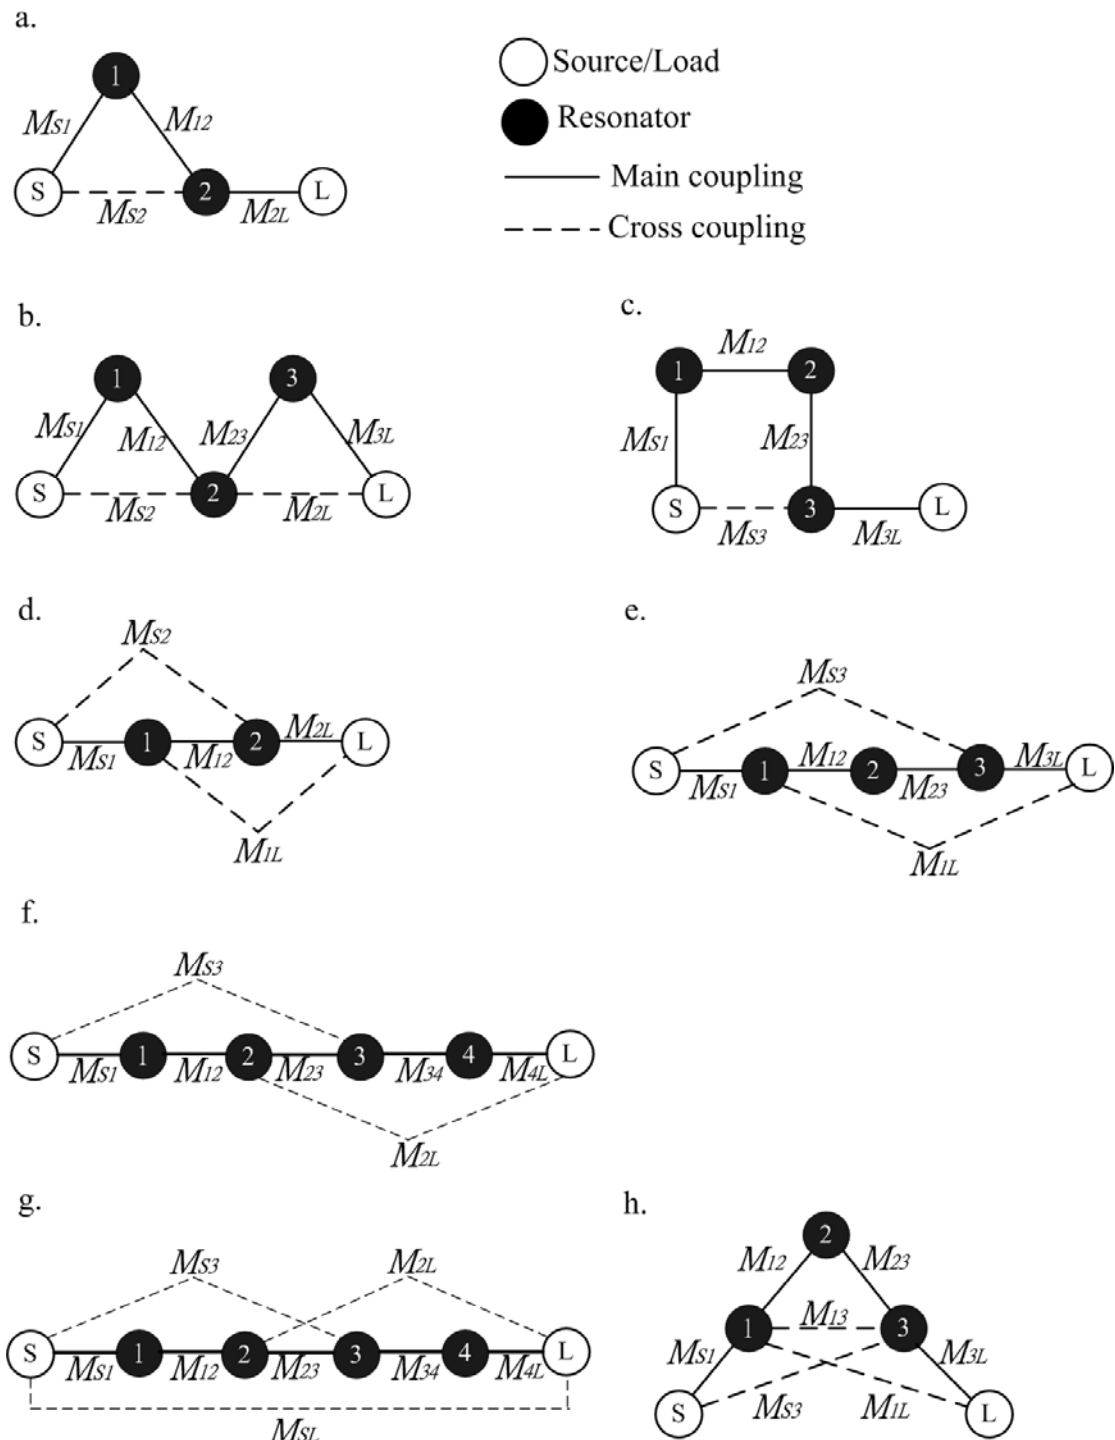 a.
1
MS1
M12
S
2
L
MS2
M2L
Source/Load
Resonator
Main coupling
Cross coupling
b.
1
3
MS1
M12
M23
M3L
S
2
L
MS2
M2L
c.
M12
1
2
MS1
M23
S
3
L
MS3
M3L
d.
MS2
S
1
2
M2L
L
MS1
M12
M1L
e.
MS3
S
1
M12
2
3
M3L
L
MS1
M23
M1L
f.
MS3
S
1
2
3
4
L
MS1
M12
M23
M34
M4L
M2L
g.
MS3
M2L
S
1
2
3
4
L
MS1
M12
M23
M34
M4L
MSL
h.
2
M12
M23
1
M13
3
MS1
M3L
S
MS3
M1L
L